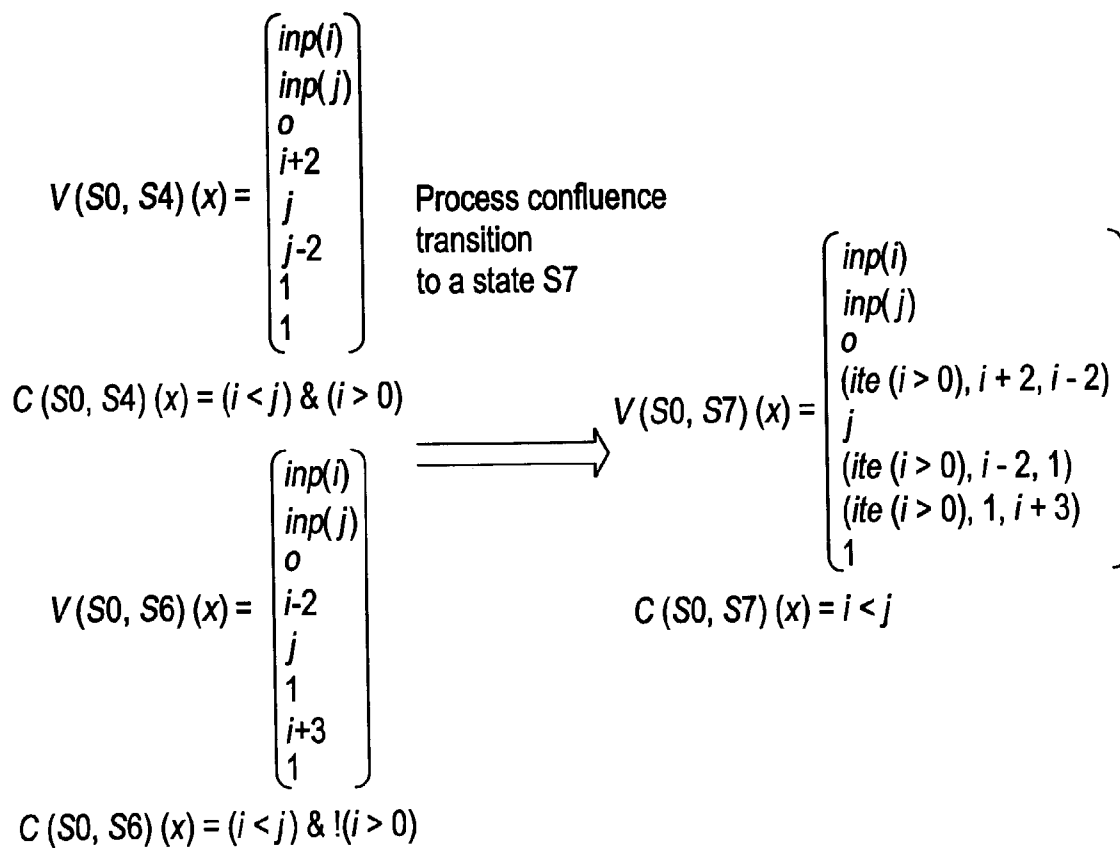 V (S0, S4) (x) =
inp(i)
inp( j)
o
i+2
j
j-2
1
1
C (S0, S4) (x) = (i < j) & (i > 0)
Process confluence
transition
to a state S7
V (S0, S6) (x) =
inp(i)
inp( j)
o
i-2
j
1
i+3
1
C (S0, S6) (x) = (i < j) & !(i > 0)
V (S0, S7) (x) =
inp(i)
inp( j)
o
(ite (i > 0), i + 2, i - 2)
j
(ite (i > 0), i - 2, 1)
(ite (i > 0), 1, i + 3)
1
C (S0, S7) (x) = i < j